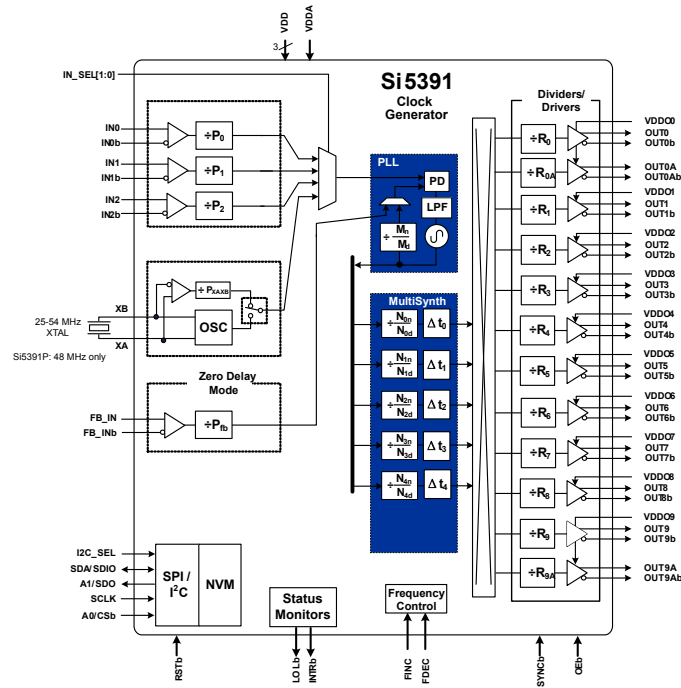 VDD
VDDA
3
IN_SEL[1:0]
Si5391
Clock
Generator
Dividers/
Drivers
IN0
IN0b
÷P0
IN1
IN1b
÷P1
IN2
IN2b
÷P2
PLL
PD
LPF
÷ Mn
Md
XB
25-54 MHz
XTAL
XA
Si5391P: 48 MHz only
÷ PXAXB
OSC
Zero Delay
Mode
FB_IN
FB_INb
÷Pfb
MultiSynth
÷ N0n
N0d
Δ t0
÷ N1n
N1d
Δ t1
÷ N2n
N2d
Δ t2
÷ N3n
N3d
Δ t3
÷ N4n
N4d
Δ t4
÷R0
VDDO0
OUT0
OUT0b
÷R0A
OUT0A
OUT0Ab
÷R1
VDDO1
OUT1
OUT1b
÷R2
VDDO2
OUT2
OUT2b
÷R3
VDDO3
OUT3
OUT3b
÷R4
VDDO4
OUT4
OUT4b
÷R5
VDDO5
OUT5
OUT5b
÷R6
VDDO6
OUT6
OUT6b
÷R7
VDDO7
OUT7
OUT7b
÷R8
VDDO8
OUT8
OUT8b
÷R9
VDDO9
OUT9
OUT9b
÷R9A
OUT9A
OUT9Ab
I2C_SEL
SDA/SDIO
A1/SDO
SCLK
A0/CSb
SPI /
I2C
NVM
Status
Monitors
Frequency
Control
RSTb
LOLb
INTRb
FINC
FDEC
SYNCb
OEb